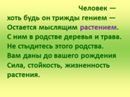 Человек —
хоть будь он трижды гением —
Остается мыслящим растением.
С ним в родстве деревья и трава.
Не стыдитесь этого родства.
Вам даны до вашего рождения
Сила, стойкость, жизненность
растения.